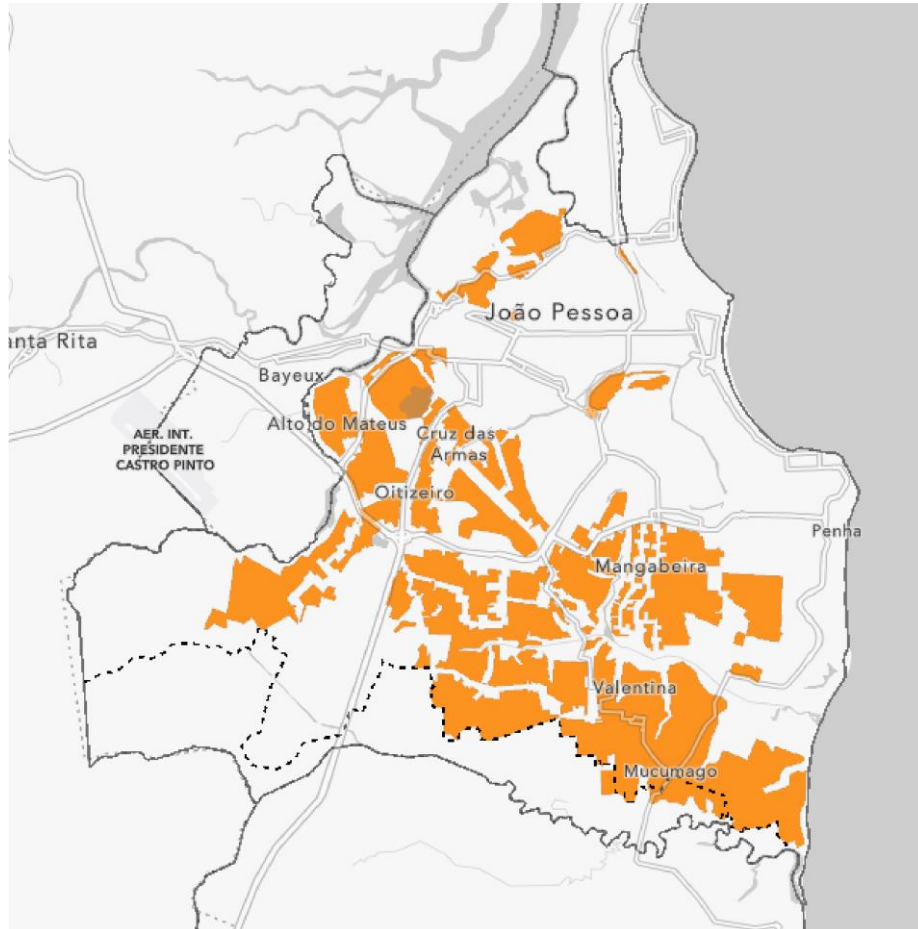 João Pessoa
anta Rita
Bayeux
Alto do Mateus
Cruz das
Armas
AER. INT.
PRESIDENTE
CASTRO PINTO
Oitizeiro
Penha
Mangabeira
Valentina
Mucumago